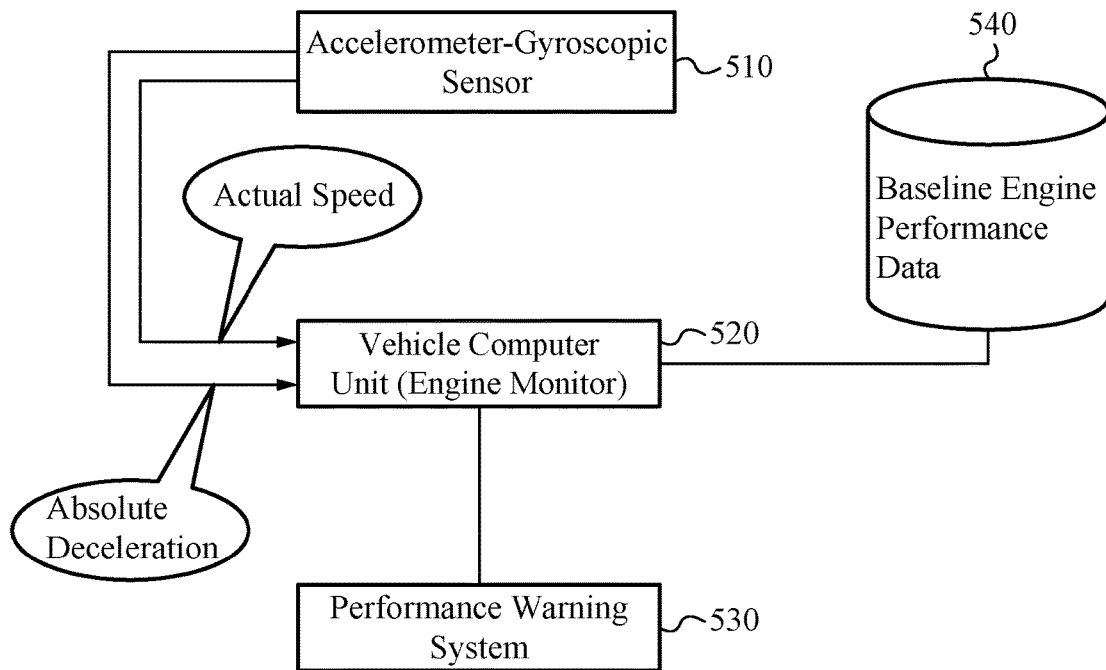 Accelerometer-Gyroscopic
Sensor
510
540
Actual Speed
Baseline Engine
Performance
Data
Vehicle Computer
Unit (Engine Monitor)
520
Absolute
Deceleration
Performance Warning
System
530